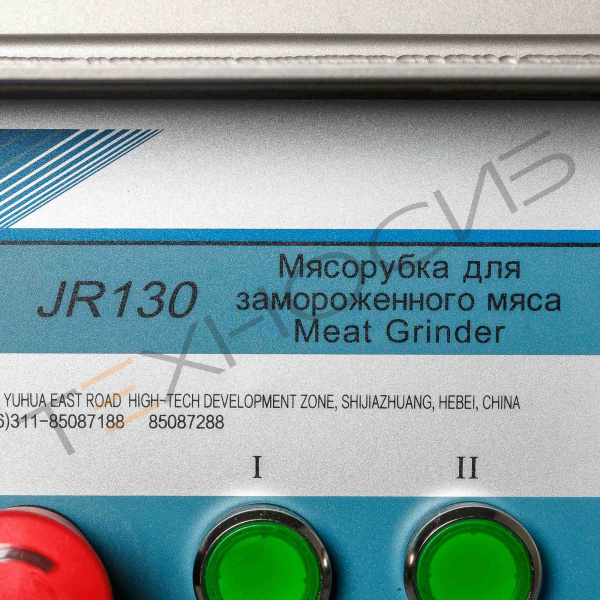 JR130
Мясорубка для
замороженного мяса
Meat Grinder
YUHUA EAST ROAD HIGH-TECH DEVELOPMENT ZONE, SHIJIAZHUANG, HEBEI, CHINA
6)311-85087188 85087288
I II
ТЕХНОСИБ